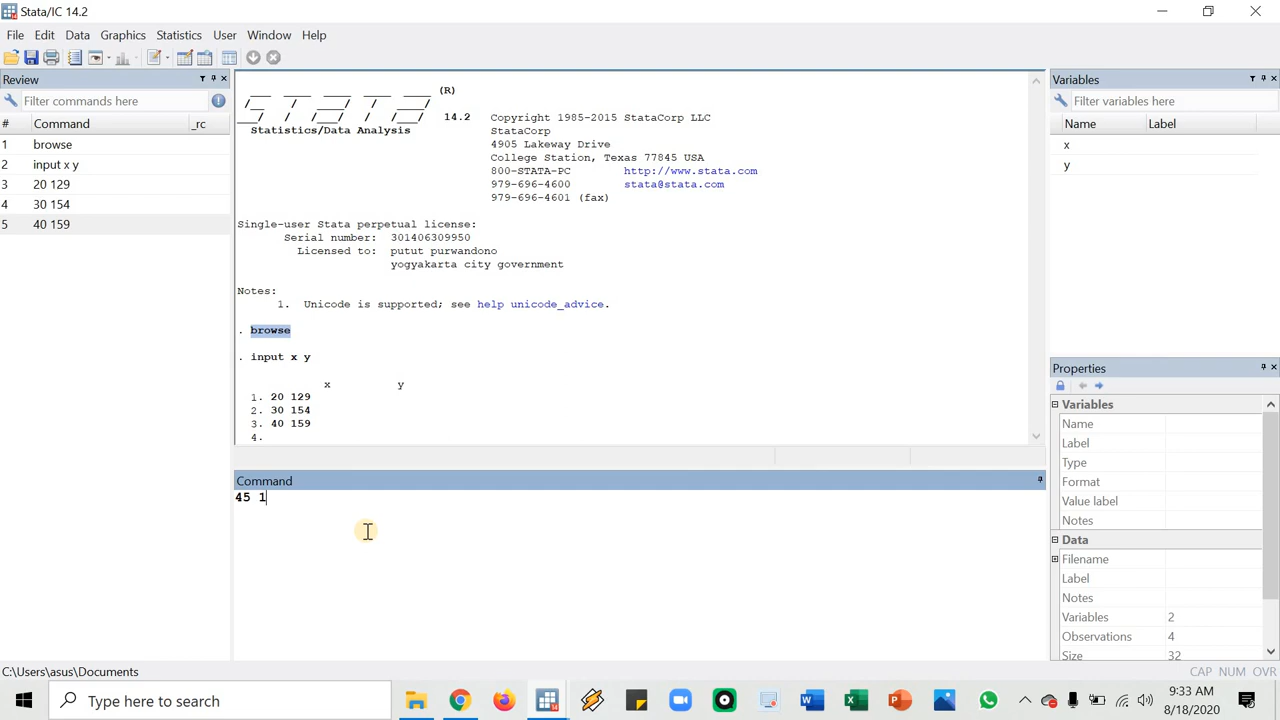 Stata/IC 14.2
File Edit Data Graphics Statistics User Window Help
Review
Filter commands here
# Command _rc
1 browse
2 input x y
3 20 129
4 30 154
5 40 159
(R)
14.2
Statistics/Data Analysis
Copyright 1985-2015 StataCorp LLC
StataCorp
4905 Lakeway Drive
College Station, Texas 77845 USA
800-STATA-PC http://www.stata.com
979-696-4600 stata@stata.com
979-696-4601 (fax)
Single-user Stata perpetual license:
Serial number: 301406309950
Licensed to: putut purwandono
yogyakarta city government
Notes:
1. Unicode is supported; see help unicode_advice.
. browse
. input x y
x y
1. 20 129
2. 30 154
3. 40 159
4.
Command
45 1
Variables
Filter variables here
Name Label
x
y
Properties
Variables
Name
Label
Type
Format
Value label
Notes
Data
Filename
Label
Notes
Variables 2
Observations 4
Size 32
C:\Users\asus\Documents
CAP NUM OVR
Type here to search
9:33 AM
8/18/2020